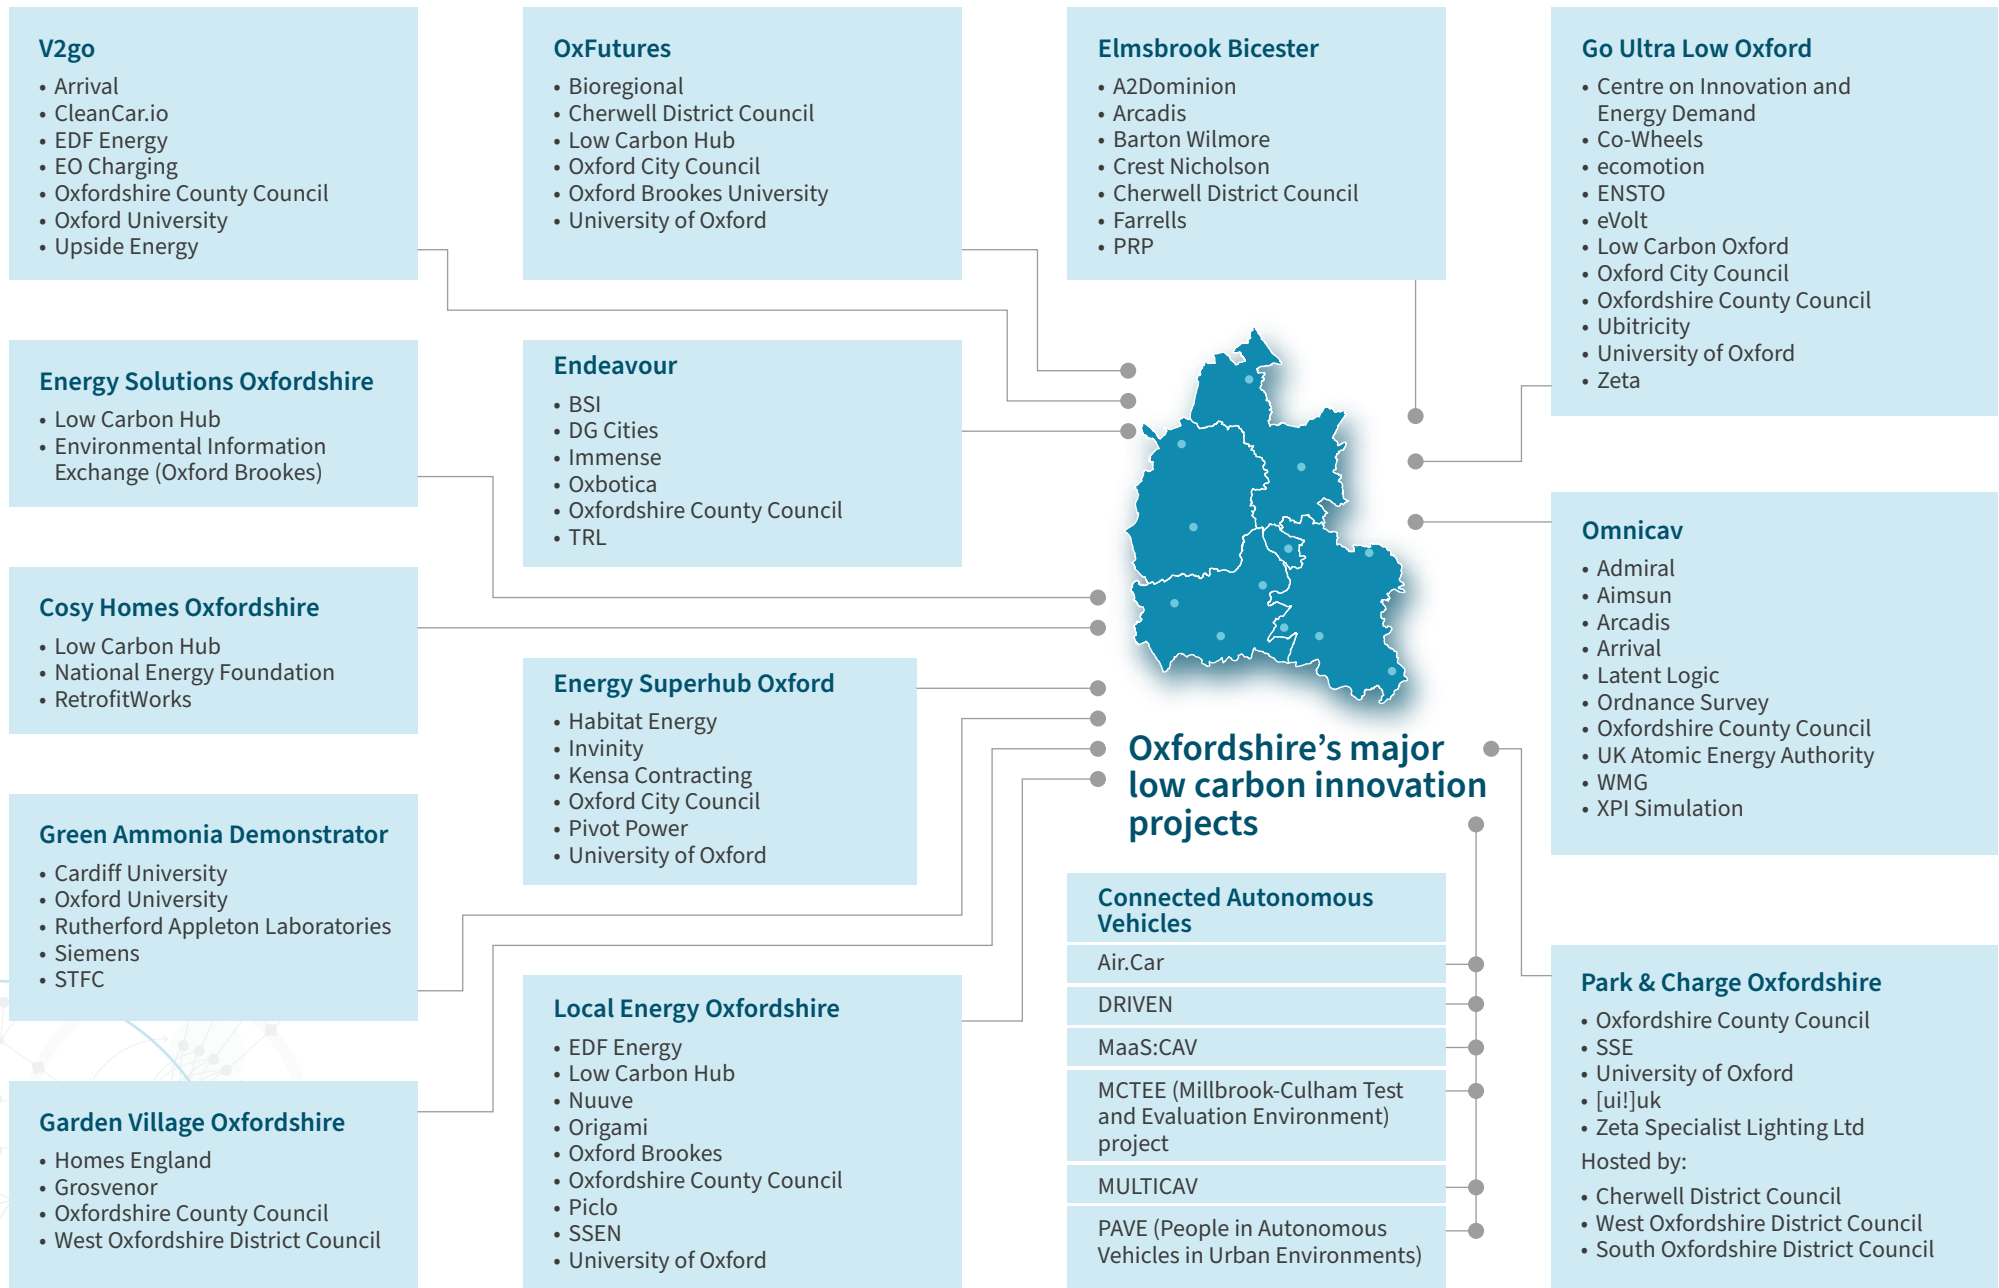 V2go
• Arrival
• CleanCar.io
• EDF Energy
• EO Charging
• Oxfordshire County Council
• Oxford University
• Upside Energy
OxFutures
• Bioregional
• Cherwell District Council
• Low Carbon Hub
• Oxford City Council
• Oxford Brookes University
• University of Oxford
Elmsbrook Bicester
• A2Dominion
• Arcadis
• Barton Wilmore
• Crest Nicholson
• Cherwell District Council
• Farrells
• PRP
Go Ultra Low Oxford
• Centre on Innovation and
Energy Demand
• Co-Wheels
• ecomotion
• ENSTO
• eVolt
• Low Carbon Oxford
• Oxford City Council
• Oxfordshire County Council
• Ubitricity
• University of Oxford
• Zeta
Energy Solutions Oxfordshire
• Low Carbon Hub
• Environmental Information
Exchange (Oxford Brookes)
Endeavour
• BSI
• DG Cities
• Immense
• Oxbotica
• Oxfordshire County Council
• TRL
Omnicav
• Admiral
• Aimsun
• Arcadis
• Arrival
• Latent Logic
• Ordnance Survey
• Oxfordshire County Council
• UK Atomic Energy Authority
• WMG
• XPI Simulation
Cosy Homes Oxfordshire
• Low Carbon Hub
• National Energy Foundation
• RetrofitWorks
Energy Superhub Oxford
• Habitat Energy
• Invinity
• Kensa Contracting
• Oxford City Council
• Pivot Power
• University of Oxford
Oxfordshire’s major
low carbon innovation
projects
Green Ammonia Demonstrator
• Cardiff University
• Oxford University
• Rutherford Appleton Laboratories
• Siemens
• STFC
Connected Autonomous
Vehicles
Air.Car
DRIVEN
MaaS:CAV
MCTEE (Millbrook-Culham Test
and Evaluation Environment)
project
MULTICAV
PAVE (People in Autonomous
Vehicles in Urban Environments)
Park & Charge Oxfordshire
• Oxfordshire County Council
• SSE
• University of Oxford
• [ui!]uk
• Zeta Specialist Lighting Ltd
Hosted by:
• Cherwell District Council
• West Oxfordshire District Council
• South Oxfordshire District Council
Local Energy Oxfordshire
• EDF Energy
• Low Carbon Hub
• Nuuve
• Origami
• Oxford Brookes
• Oxfordshire County Council
• Piclo
• SSEN
• University of Oxford
Garden Village Oxfordshire
• Homes England
• Grosvenor
• Oxfordshire County Council
• West Oxfordshire District Council